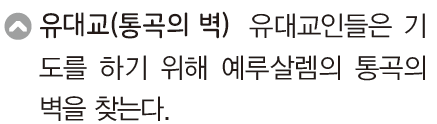 유대교(통곡의 벽) 유대교인들은 기
도를 하기 위해 예루살렘의 통곡의
벽을 찾는다.